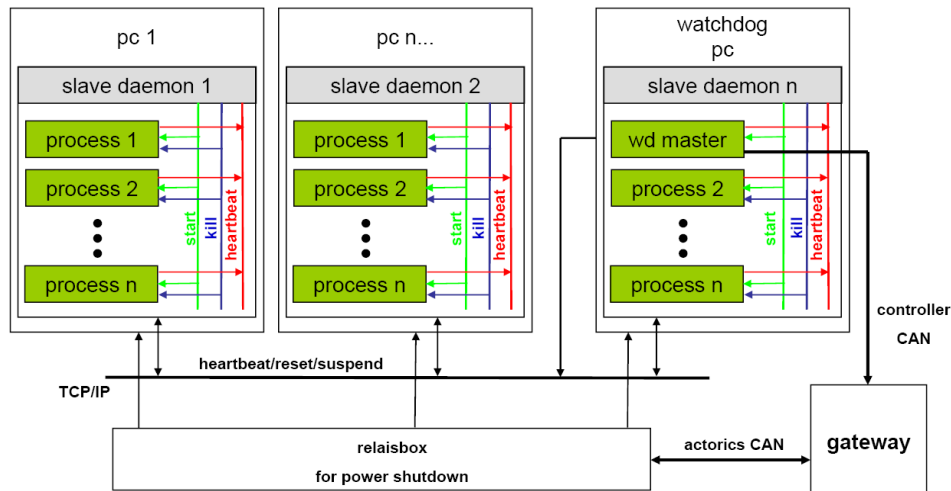 pc 1
slave daemon 1
process 1
process 2
process n
start
kill
heartbeat
pc n...
slave daemon 2
process 1
process 2
process n
start
kill
heartbeat
watchdog
pc
slave daemon n
wd master
process 2
process n
start
kill
heartbeat
controller
CAN
heartbeat/reset/suspend
TCP/IP
relaisbox
for power shutdown
actorics CAN
gateway